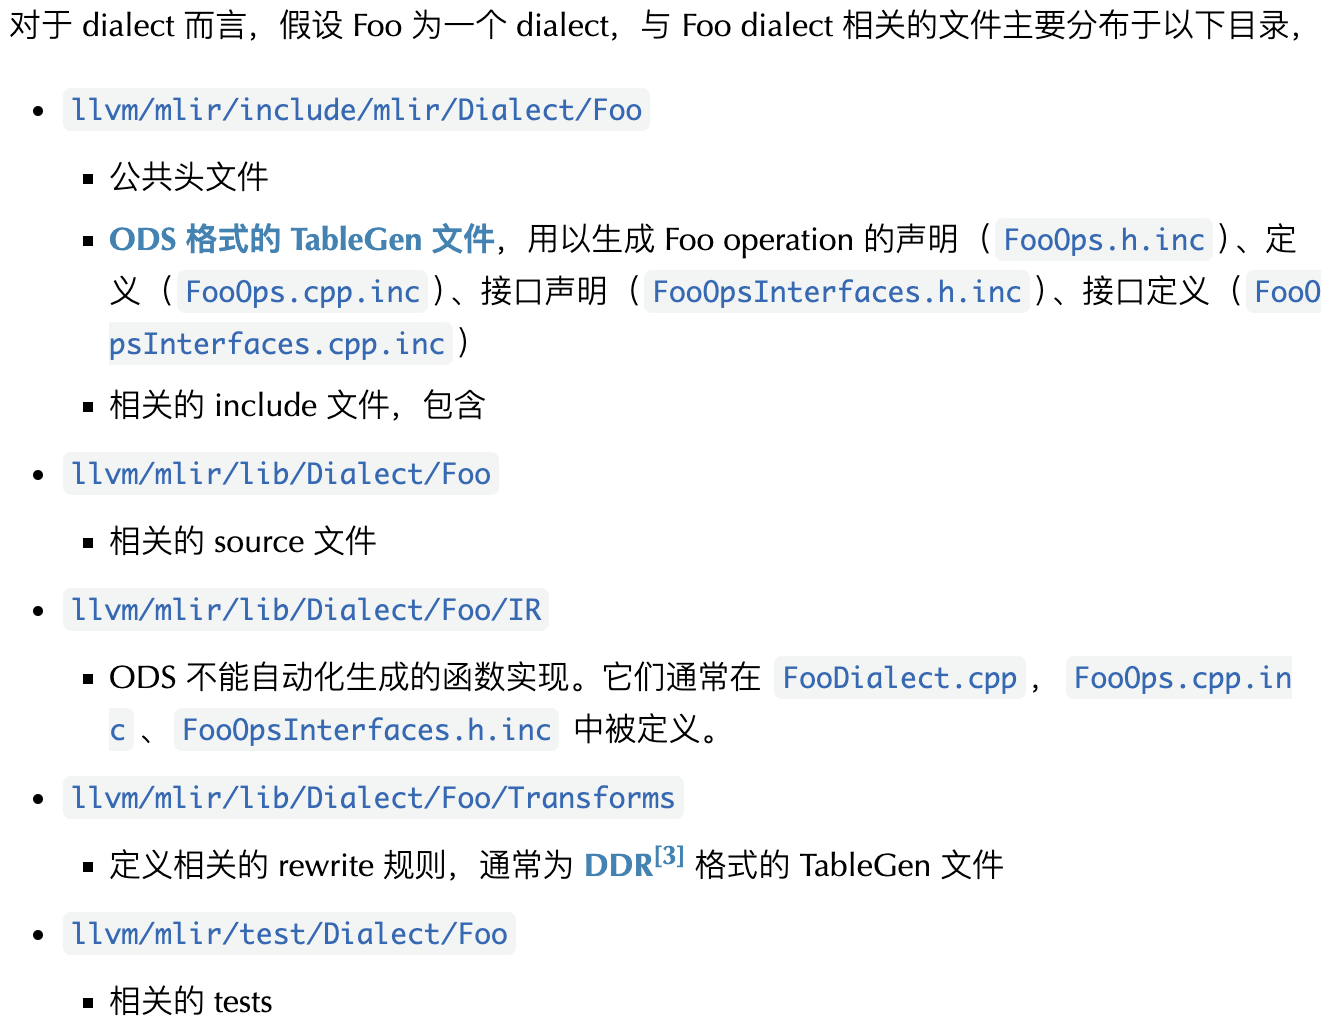 对于 dialect 而言，假设 Foo 为一个 dialect，与 Foo dialect 相关的文件主要分布于以下目录，
• llvm/mlir/include/mlir/Dialect/Foo
▪ 公共头文件
▪ ODS 格式的 TableGen 文件，用以生成 Foo operation 的声明（FooOps.h.inc）、定
义（FooOps.cpp.inc）、接口声明（FooOpsInterfaces.h.inc）、接口定义（FooO
psInterfaces.cpp.inc）
▪ 相关的 include 文件，包含
• llvm/mlir/lib/Dialect/Foo
▪ 相关的 source 文件
• llvm/mlir/lib/Dialect/Foo/IR
▪ ODS 不能自动化生成的函数实现。它们通常在 FooDialect.cpp， FooOps.cpp.in
c 、 FooOpsInterfaces.h.inc 中被定义。
• llvm/mlir/lib/Dialect/Foo/Transforms
▪ 定义相关的 rewrite 规则，通常为 DDR[3] 格式的 TableGen 文件
• llvm/mlir/test/Dialect/Foo
▪ 相关的 tests